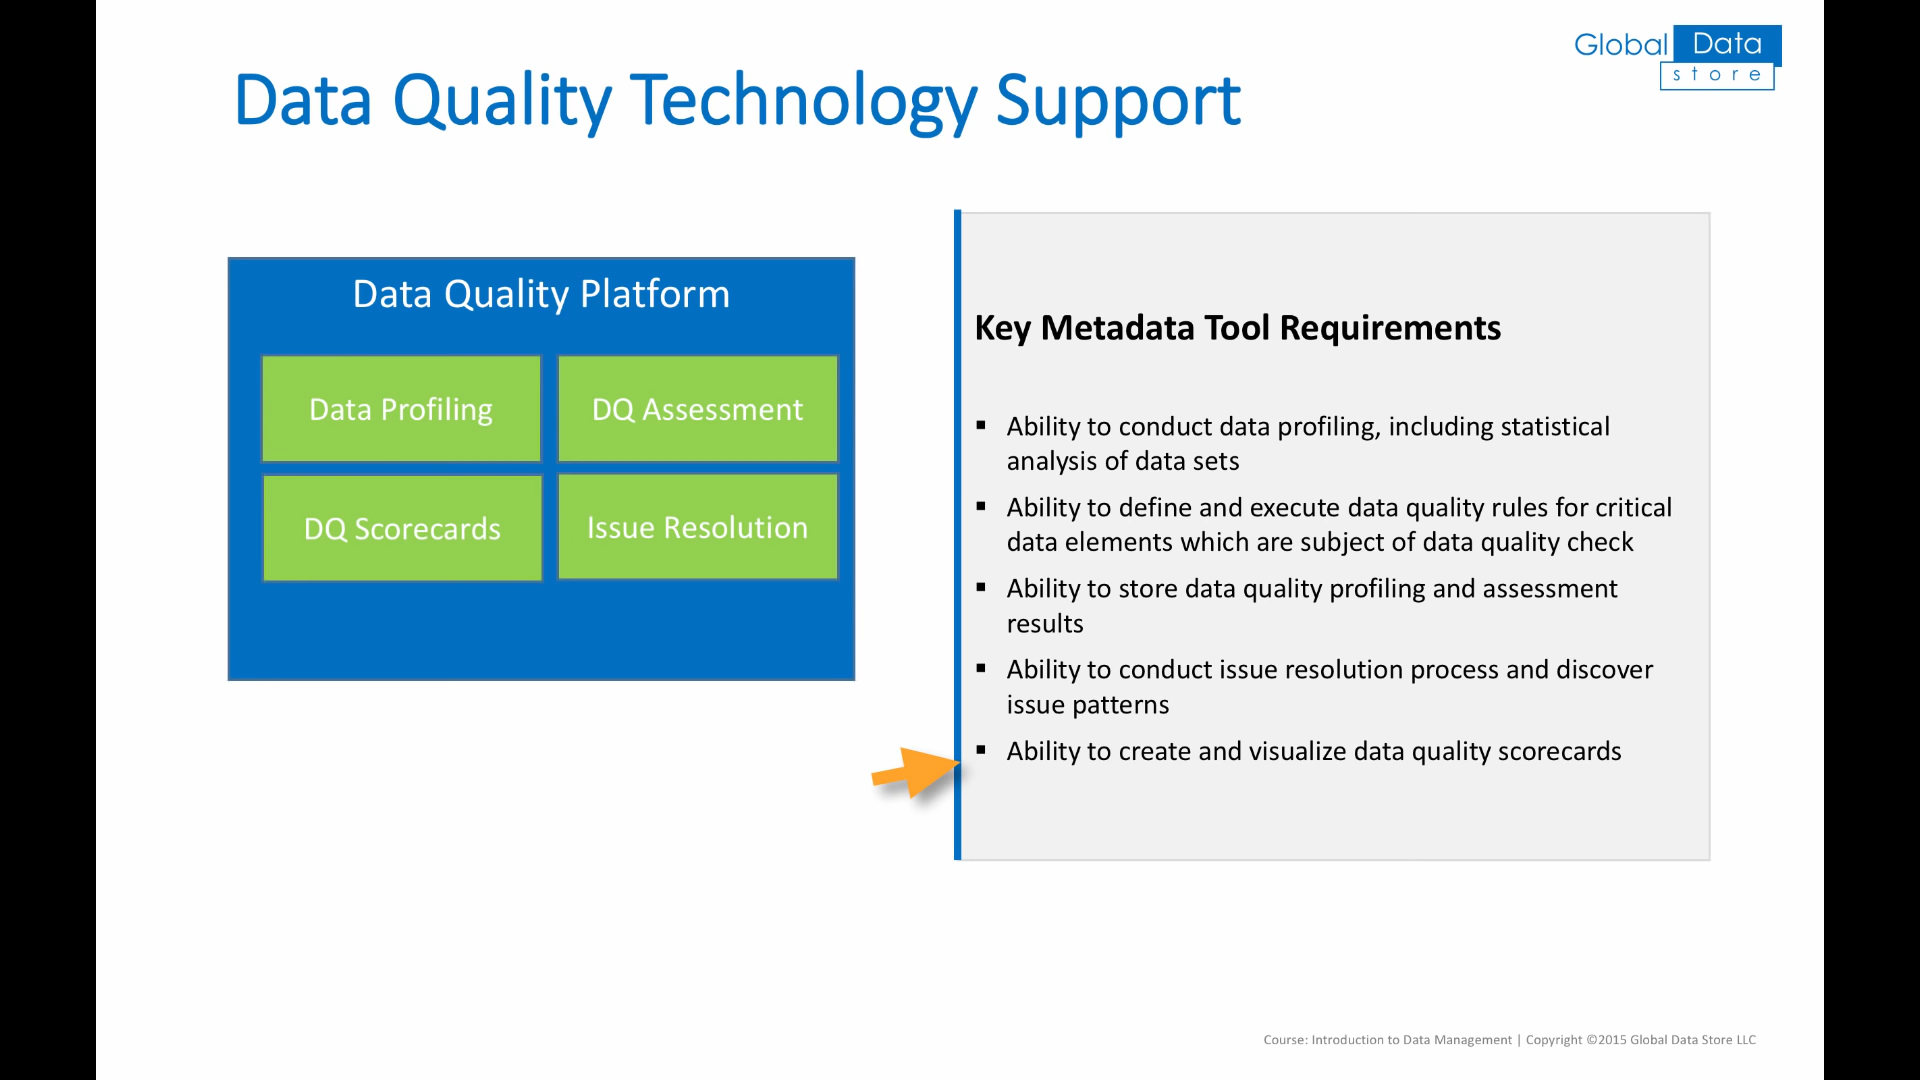 Global Data
store
Data Quality Technology Support
Data Quality Platform
Data Profiling
DQ Assessment
DQ Scorecards
Issue Resolution
Key Metadata Tool Requirements
▪ Ability to conduct data profiling, including statistical
analysis of data sets
▪ Ability to define and execute data quality rules for critical
data elements which are subject of data quality check
▪ Ability to store data quality profiling and assessment
results
▪ Ability to conduct issue resolution process and discover
issue patterns
▪ Ability to create and visualize data quality scorecards
Course: Introduction to Data Management | Copyright ©2015 Global Data Store LLC